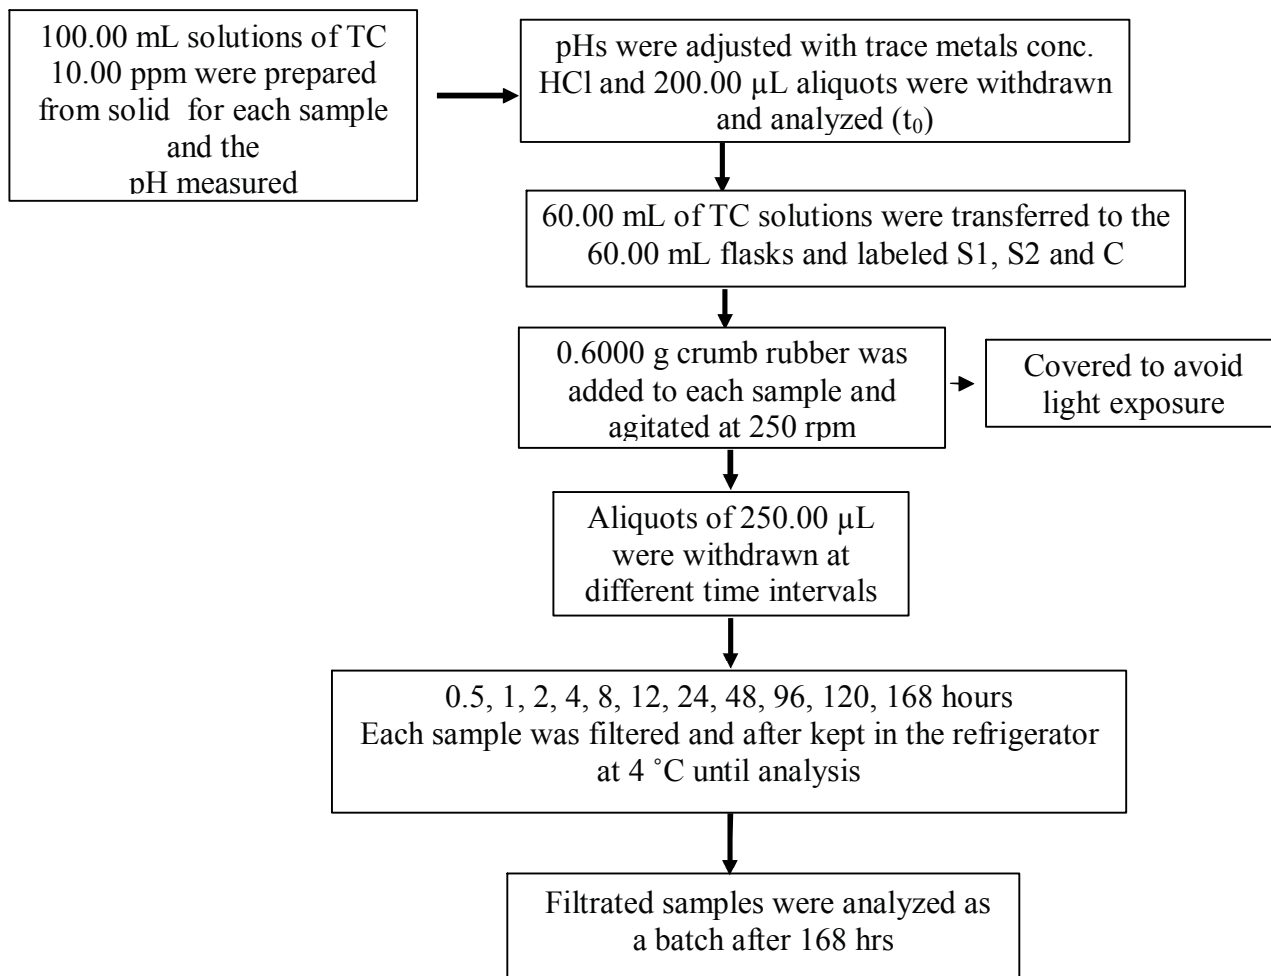 100.00 mL solutions of TC
10.00 ppm were prepared
from solid for each sample
and the
pH measured
pHs were adjusted with trace metals conc.
HCl and 200.00 µL aliquots were withdrawn
and analyzed (t₀)
60.00 mL of TC solutions were transferred to the
60.00 mL flasks and labeled S1, S2 and C
0.6000 g crumb rubber was
added to each sample and
agitated at 250 rpm
Covered to avoid
light exposure
Aliquots of 250.00 µL
were withdrawn at
different time intervals
0.5, 1, 2, 4, 8, 12, 24, 48, 96, 120, 168 hours
Each sample was filtered and after kept in the refrigerator
at 4 ˚C until analysis
Filtrated samples were analyzed as
a batch after 168 hrs